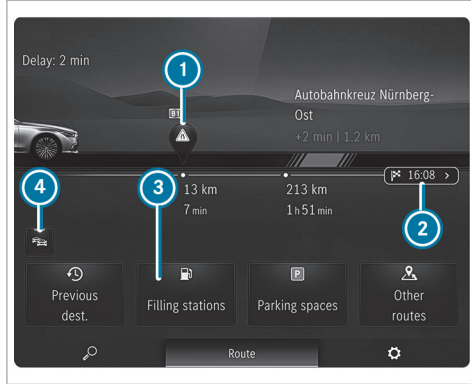 Delay: 2 min
1
Autobahnkreuz Nürnberg-
Ost
+2 min | 1.2 km
16:08 >
4
3
13 km
213 km
7 min
1 h 51 min
2
P
Previous
dest.
Filling stations
Parking spaces
Other
routes
Route